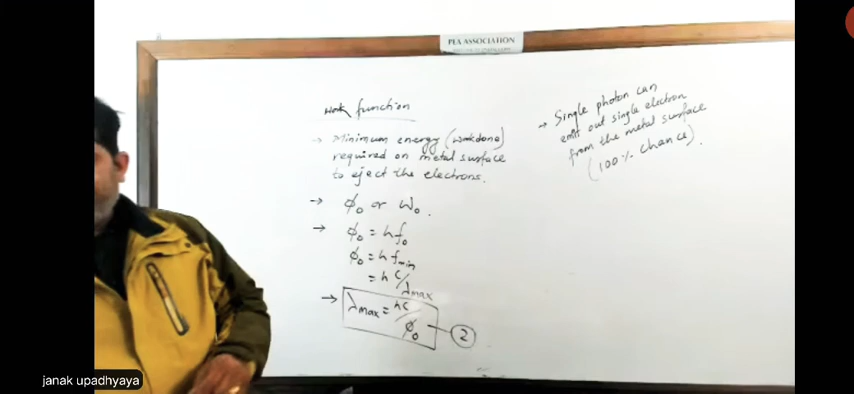 PEA ASSOCIATION
work function
→ Minimum energy (workdone)
required on metal surface
to eject the electrons.
→ ϕ₀ or W₀.
→ ϕ₀ = hf₀
ϕ₀ = h fmin
= h c/λmax
→ λmax = hc/ϕ₀ — ②
→ Single photon can
emit out single electron
from the metal surface
(100% chance).
janak upadhyaya